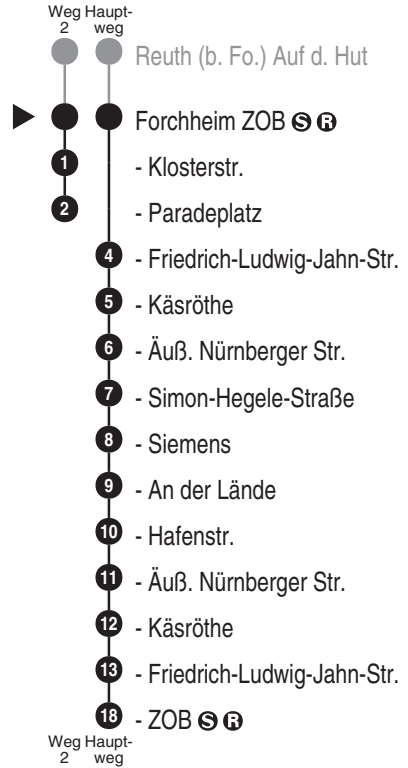 Weg Haupt-
2 weg
Reuth (b. Fo.) Auf d. Hut
Forchheim ZOB S R
1 - Klosterstr.
2 - Paradeplatz
4 - Friedrich-Ludwig-Jahn-Str.
5 - Käsröthe
6 - Äuß. Nürnberger Str.
7 - Simon-Hegele-Straße
8 - Siemens
9 - An der Lände
10 - Hafenstr.
11 - Äuß. Nürnberger Str.
12 - Käsröthe
13 - Friedrich-Ludwig-Jahn-Str.
18 - ZOB S R
Weg Haupt-
2 weg